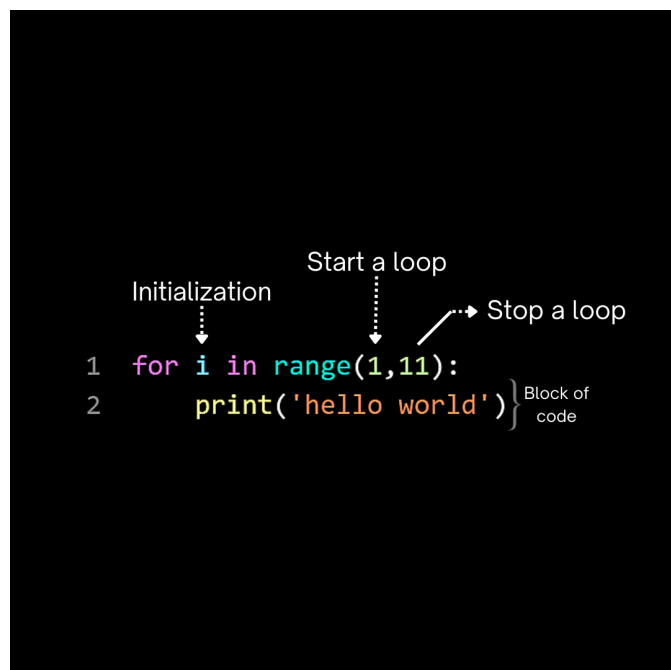 Start a loop
Initialization
Stop a loop
1 for i in range(1,11):
2 print('hello world')
Block of
code